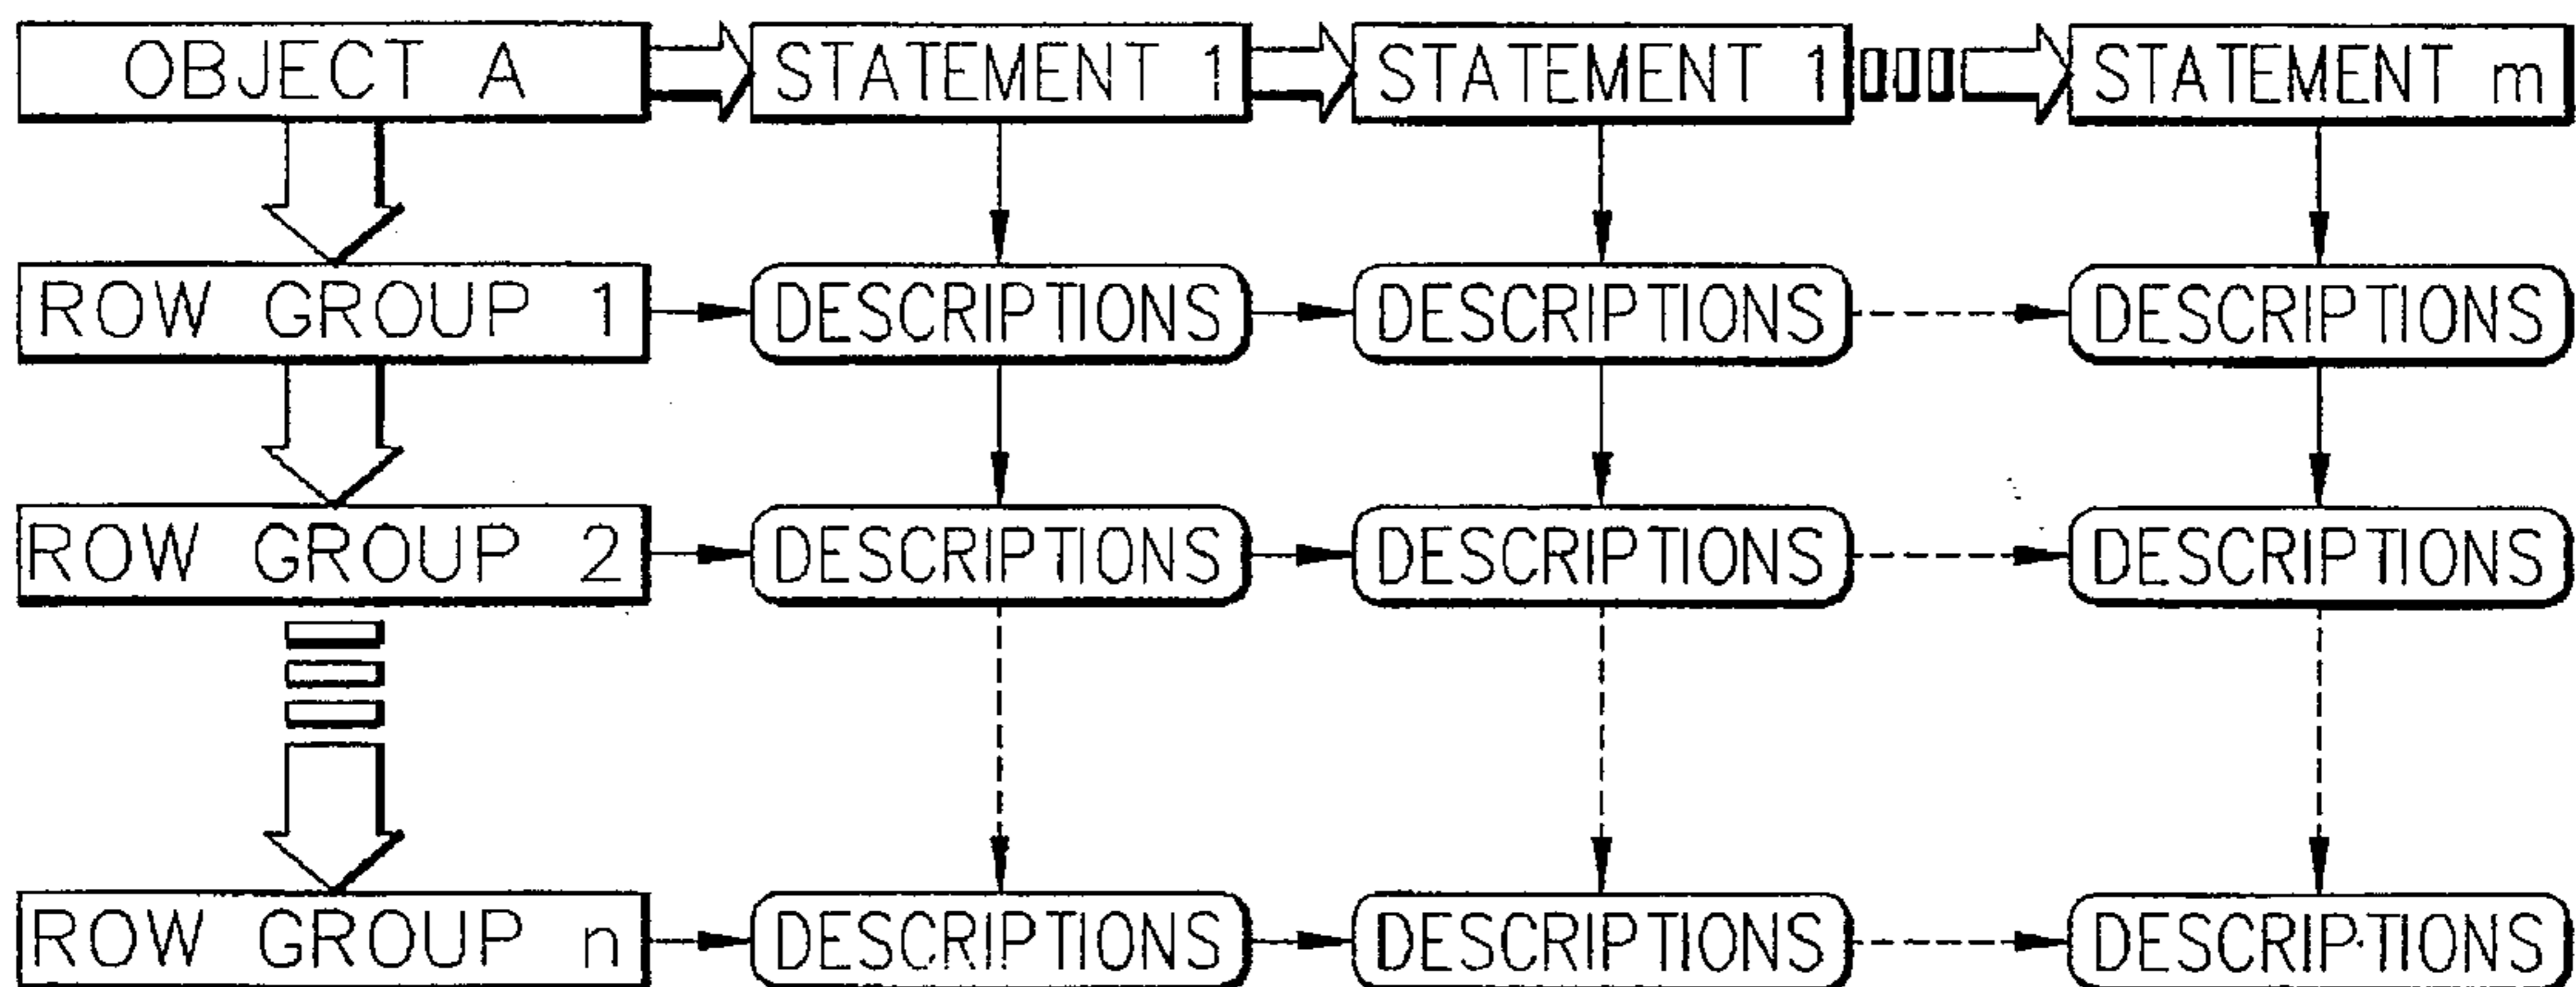 OBJECT A STATEMENT 1 STATEMENT 1 STATEMENT m
ROW GROUP 1 DESCRIPTIONS DESCRIPTIONS DESCRIPTIONS
ROW GROUP 2 DESCRIPTIONS DESCRIPTIONS DESCRIPTIONS
ROW GROUP n DESCRIPTIONS DESCRIPTIONS DESCRIPTIONS